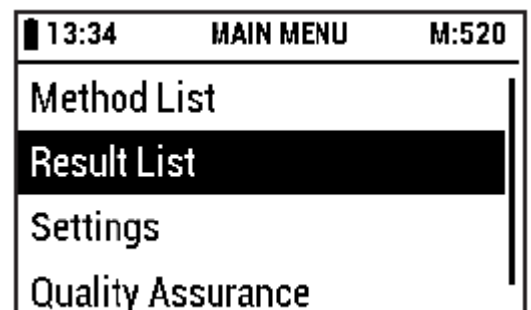 13:34 MAIN MENU M:520
Method List
Result List
Settings
Quality Assurance